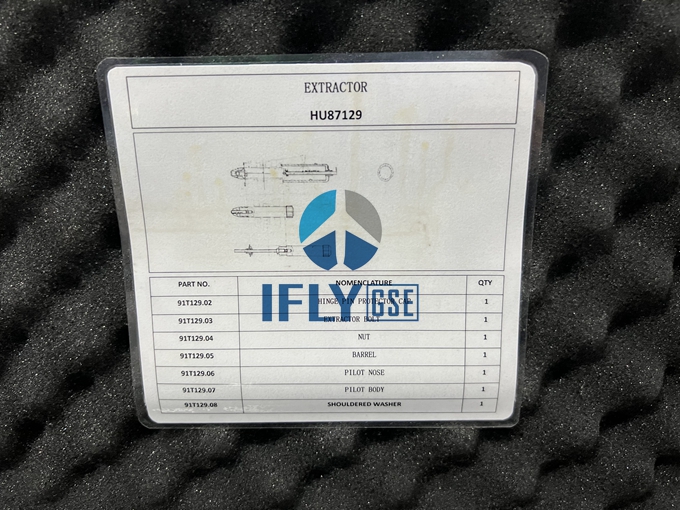 EXTRACTOR
HU87129
PART NO. NOMENCLATURE QTY
91T129.02 HINGE PIN PROTECTOR CAP 1
91T129.03 EXTRACTOR BOLT 1
91T129.04 NUT 1
91T129.05 BARREL 1
91T129.06 PILOT NOSE 1
91T129.07 PILOT BODY 1
91T129.08 SHOULDERED WASHER 1
IFLY GSE